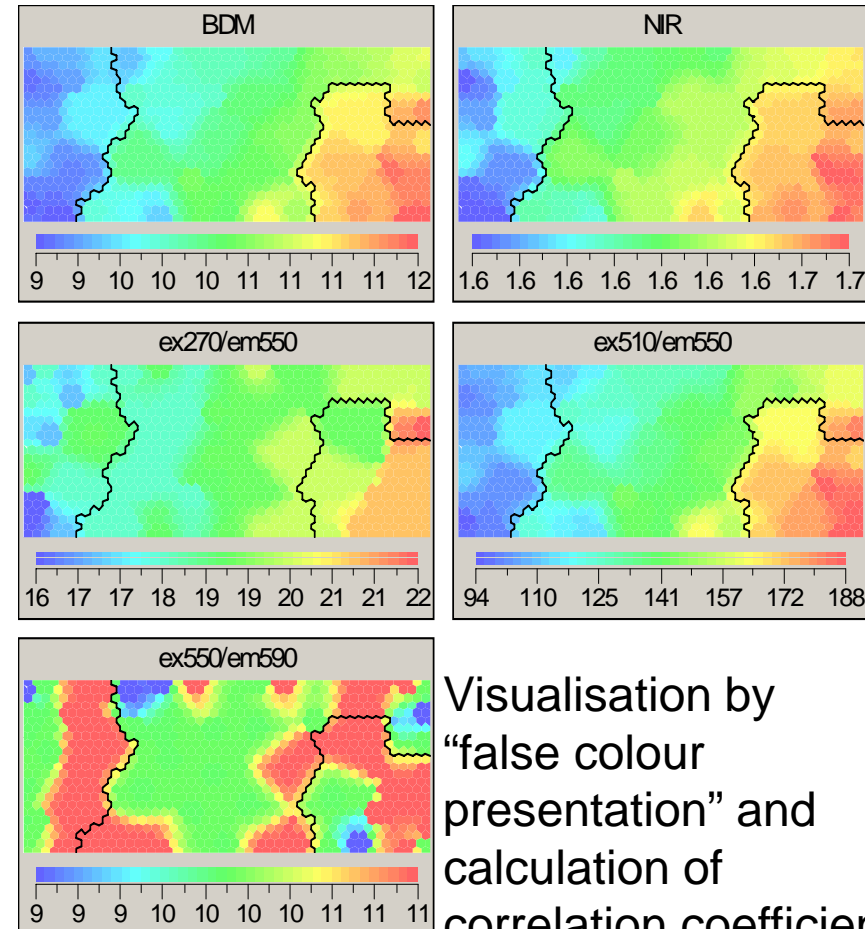 BDM
9 9 10 10 10 11 11 11 11 12
NIR
1.6 1.6 1.6 1.6 1.6 1.6 1.6 1.7 1.7
ex270/em550
16 17 17 18 19 19 20 21 21 22
ex510/em550
94 110 125 141 157 172 188
ex550/em590
9 9 9 10 10 10 11 11 11
Visualisation by
“false colour
presentation” and
calculation of
correlation